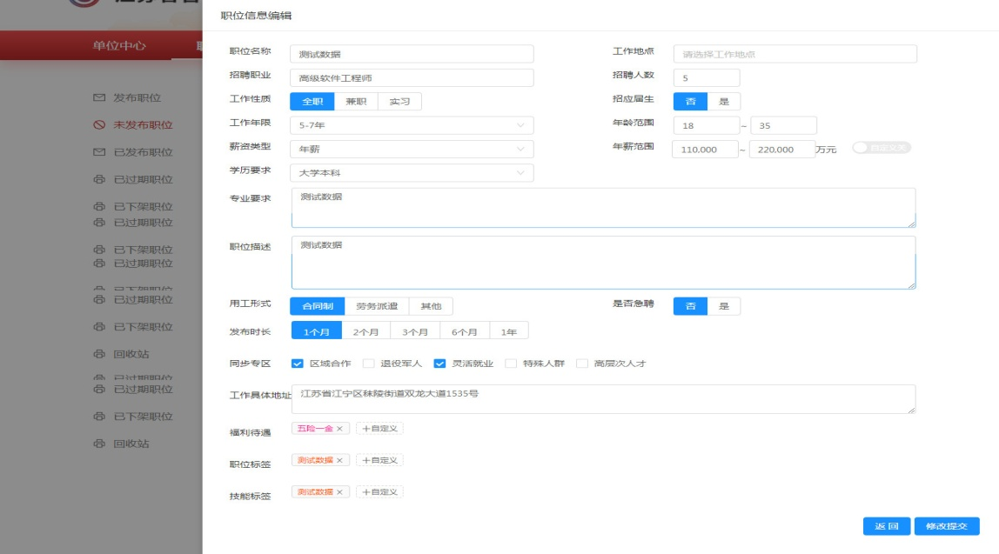 职位信息编辑
单位中心
发布职位
未发布职位
已发布职位
已过期职位
已下架职位
已过期职位
已下架职位
已过期职位
已下架职位
已过期职位
已下架职位
回收站
已过期职位
已过期职位
已下架职位
回收站
职位名称 测试数据 工作地点 请选择工作地点
招聘职业 高级软件工程师 招聘人数 5
工作性质 全职 兼职 实习 招应届生 否 是
工作年限 5-7年 年龄范围 18 ~ 35
薪资类型 年薪 年薪范围 110,000 ~ 220,000 万元 自定义关
学历要求 大学本科
专业要求 测试数据
职位描述 测试数据
用工形式 合同制 劳务派遣 其他 是否急聘 否 是
发布时长 1个月 2个月 3个月 6个月 1年
同步专区 区域合作 退役军人 灵活就业 特殊人群 高层次人才
工作具体地址 江苏省江宁区秣陵街道双龙大道1535号
福利待遇 五险一金 × +自定义
职位标签 测试数据 × +自定义
技能标签 测试数据 × +自定义
返回 修改提交